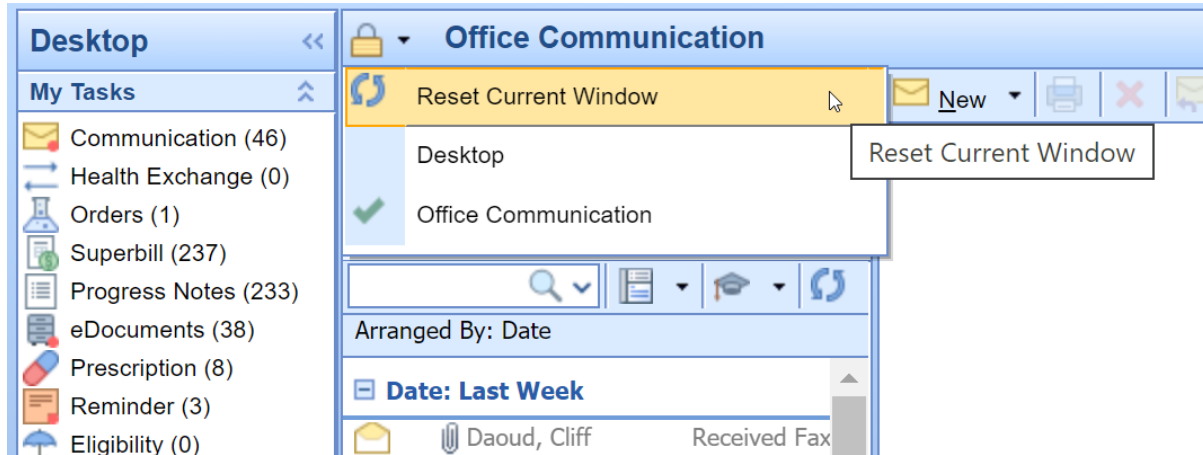 Desktop
My Tasks
Communication (46)
Health Exchange (0)
Orders (1)
Superbill (237)
Progress Notes (233)
eDocuments (38)
Prescription (8)
Reminder (3)
Eligibility (0)
Office Communication
Reset Current Window
Desktop
Office Communication
New
Reset Current Window
Arranged By: Date
Date: Last Week
Daoud, Cliff Received Fax